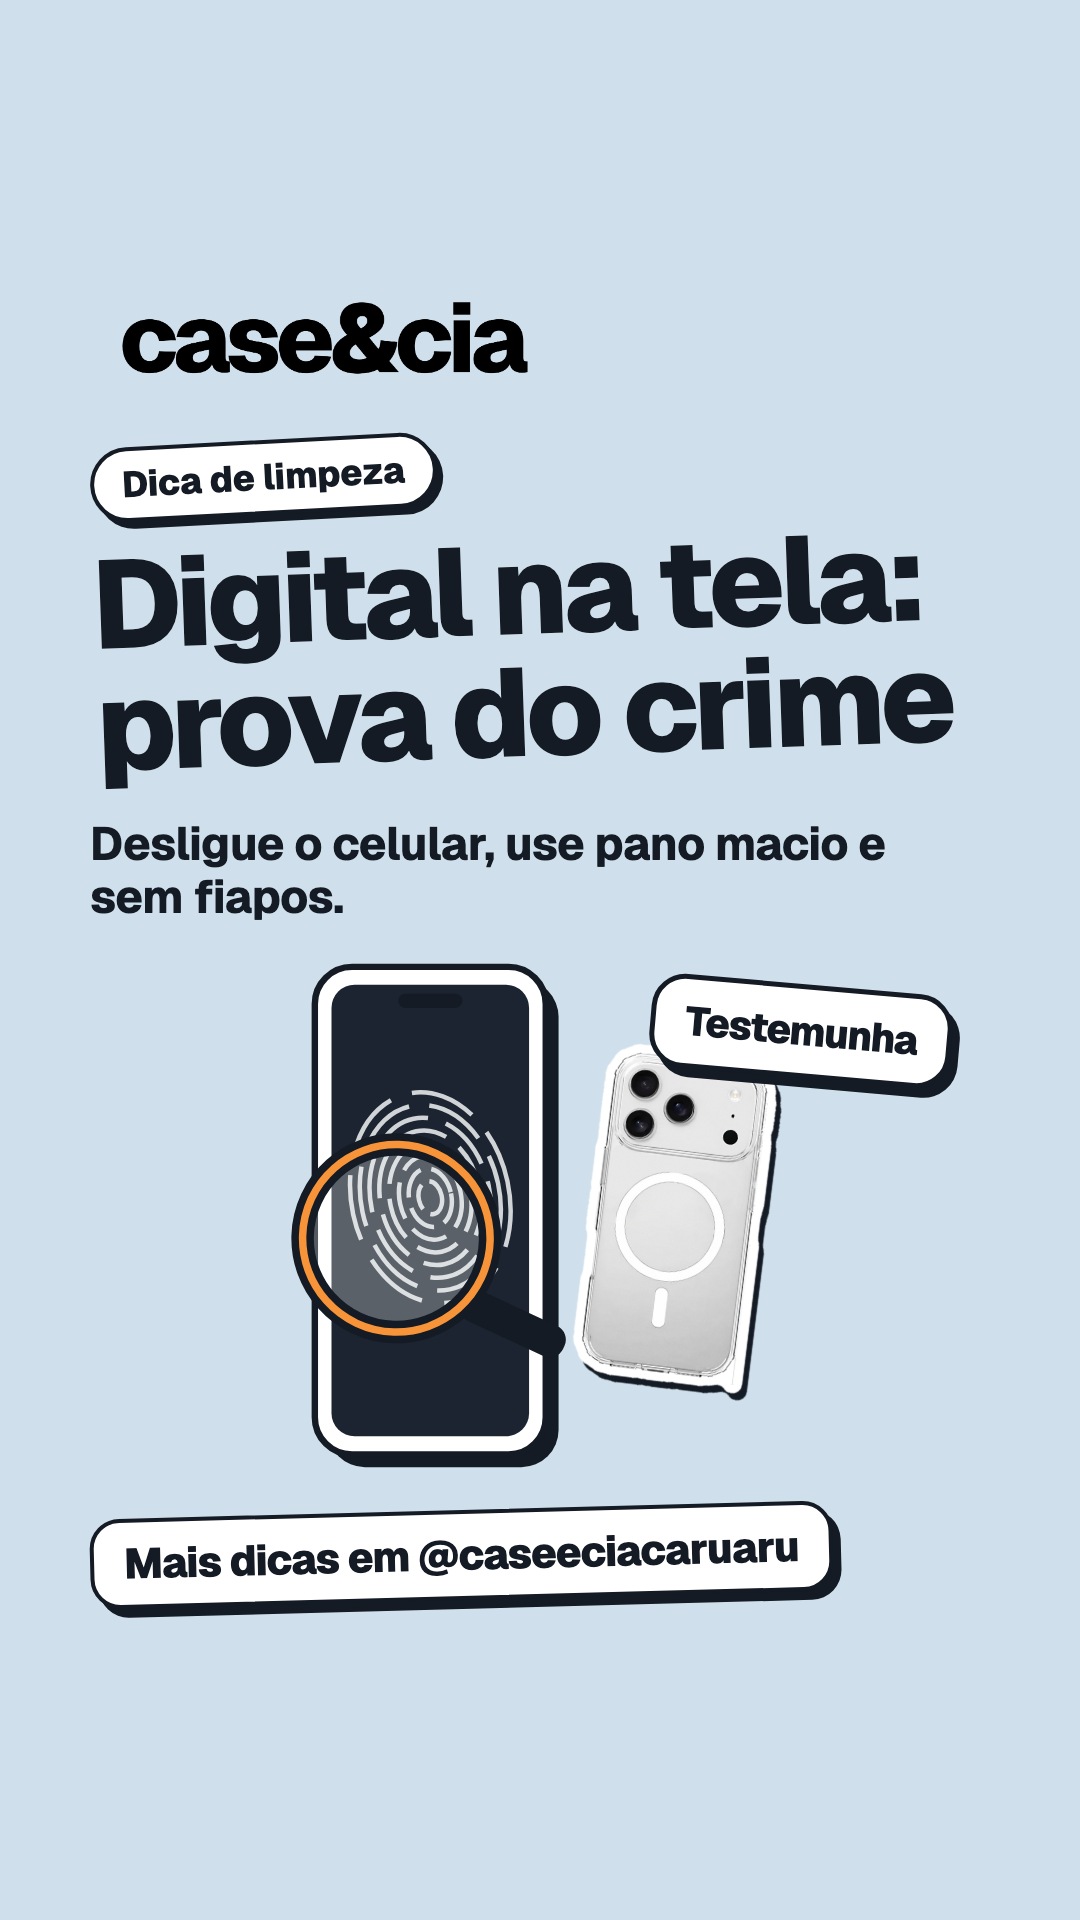 case&cia
Dica de limpeza
Digital na tela:
prova do crime
Desligue o celular, use pano macio e
sem fiapos.
Testemunha
Mais dicas em @caseeciacaruaru